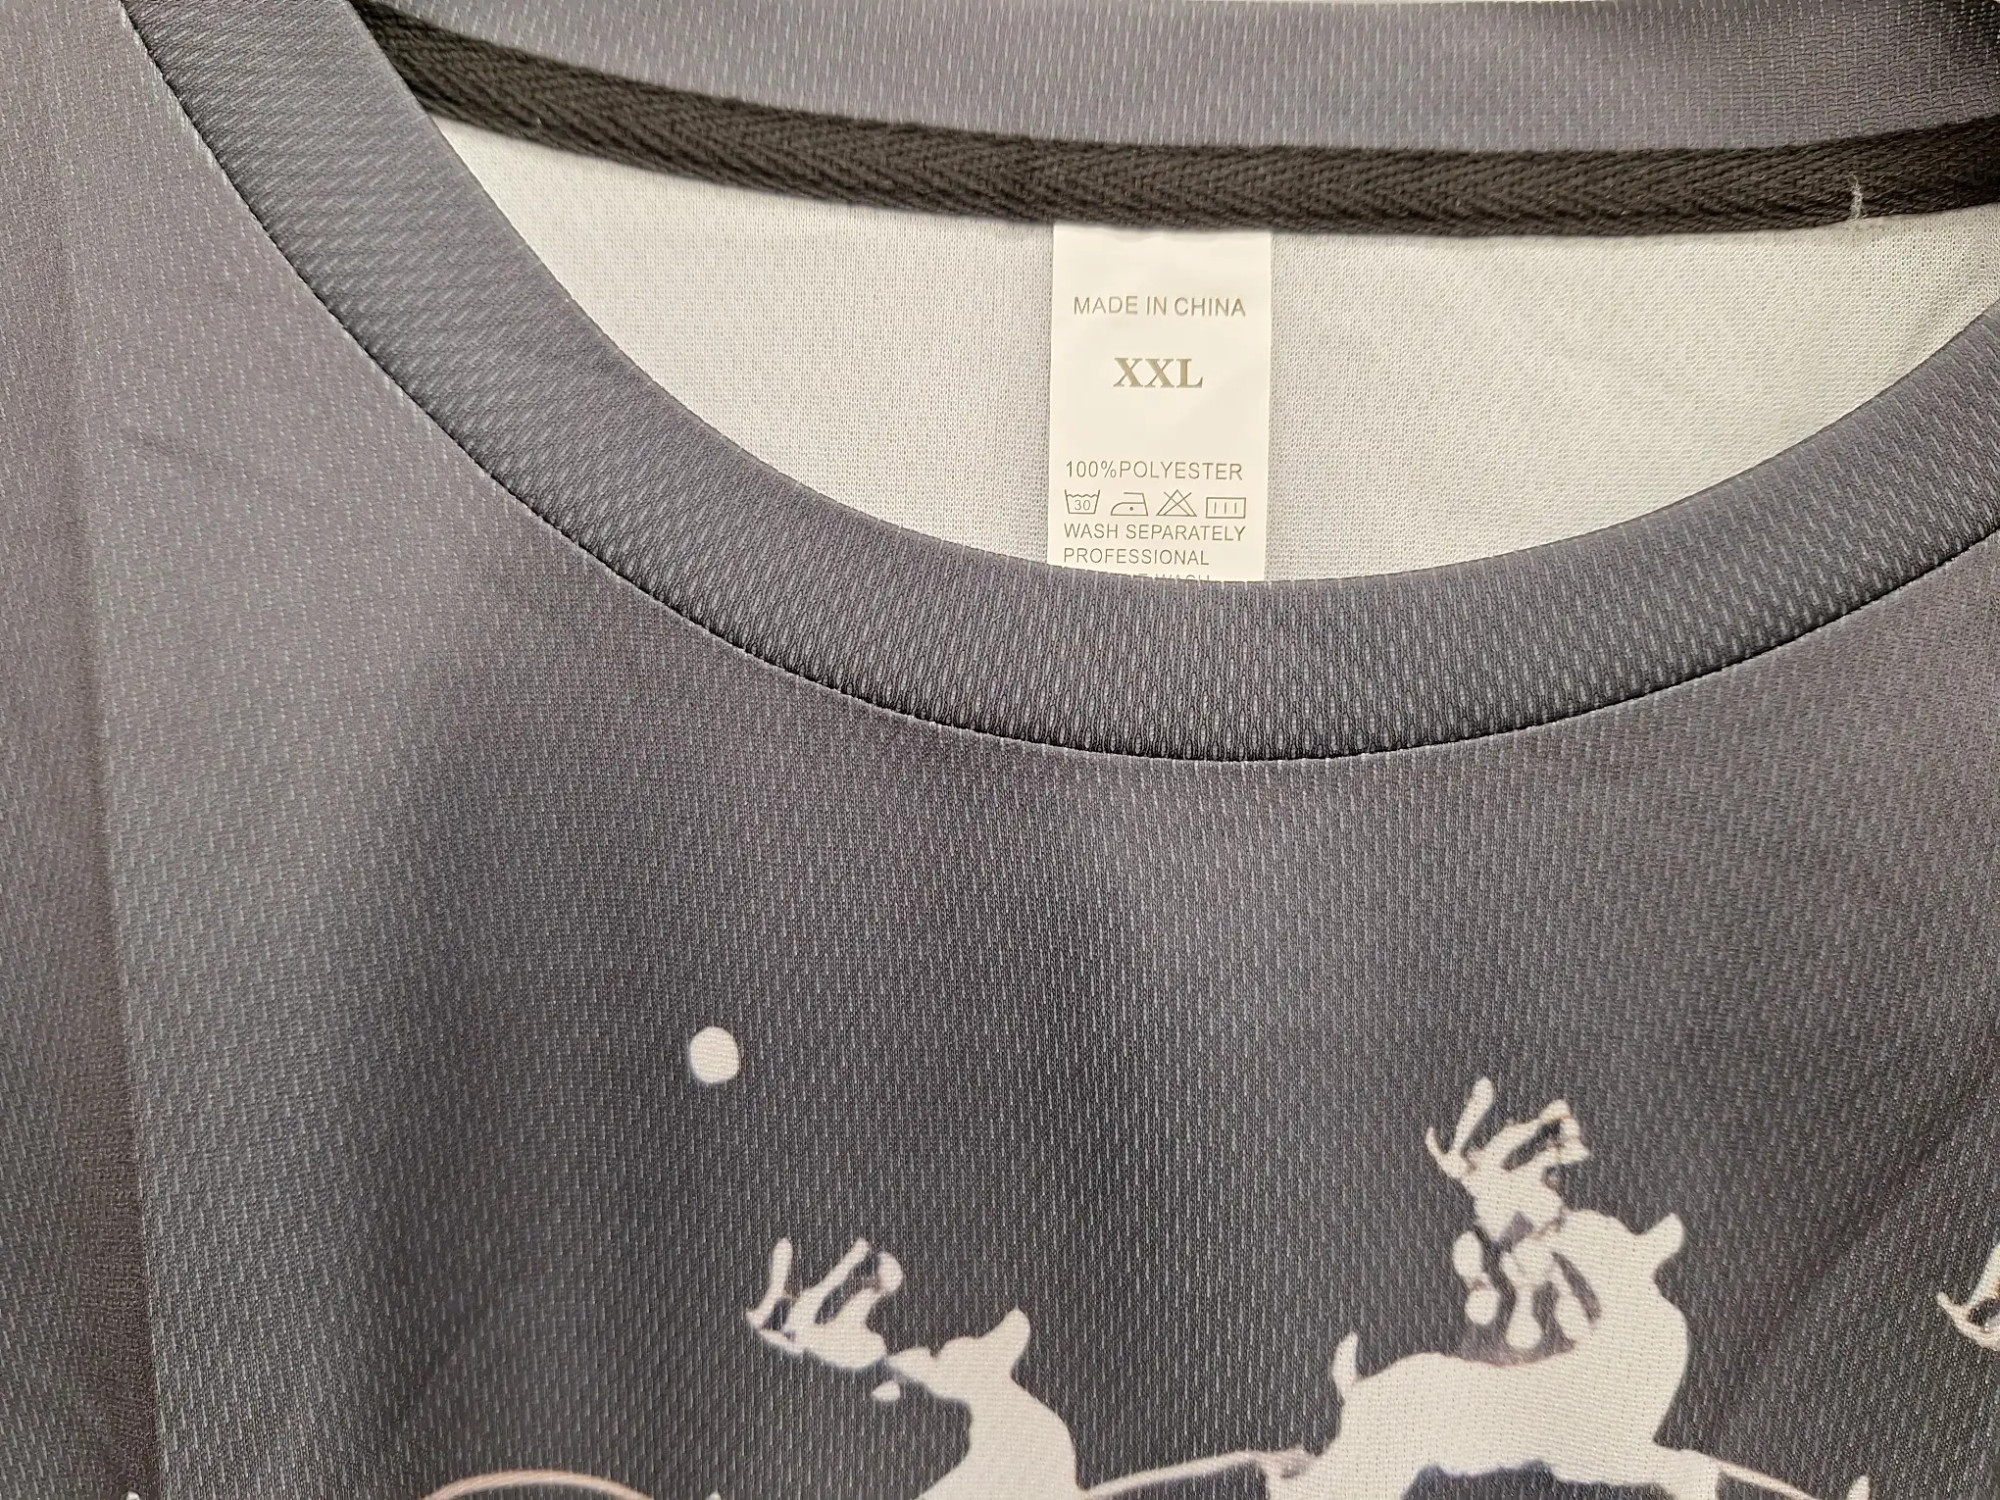 MADE IN CHINA
XXL
100%POLYESTER
30
WASH SEPARATELY
PROFESSIONAL